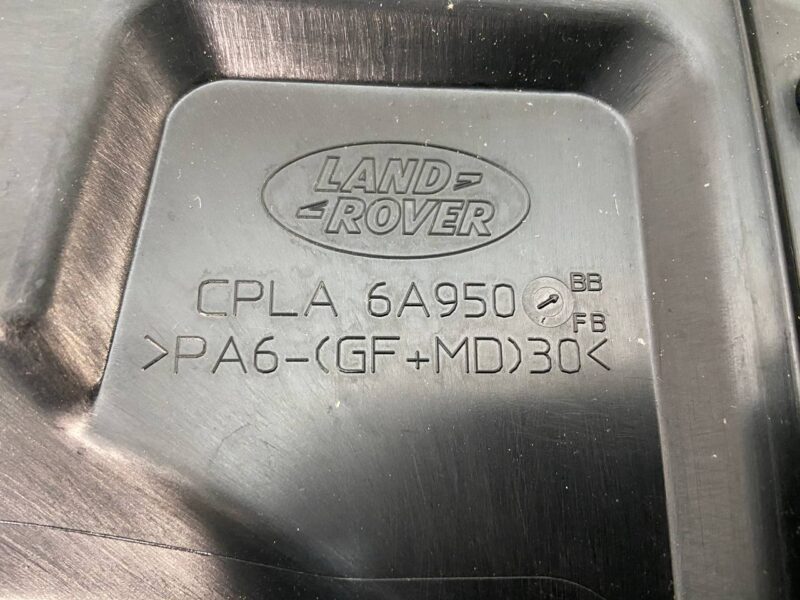 LAND-
-ROVER
CPLA 6A950 BB
FB
>PA6-(GF+MD)30<